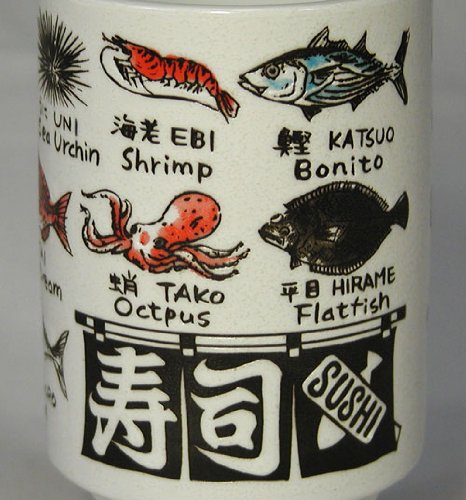 UNI
Sea Urchin
海老 EBI
Shrimp
鰹 KATSUO
Bonito
蛸 TAKO
Octpus
平目 HIRAME
Flatfish
寿司
SUSHI